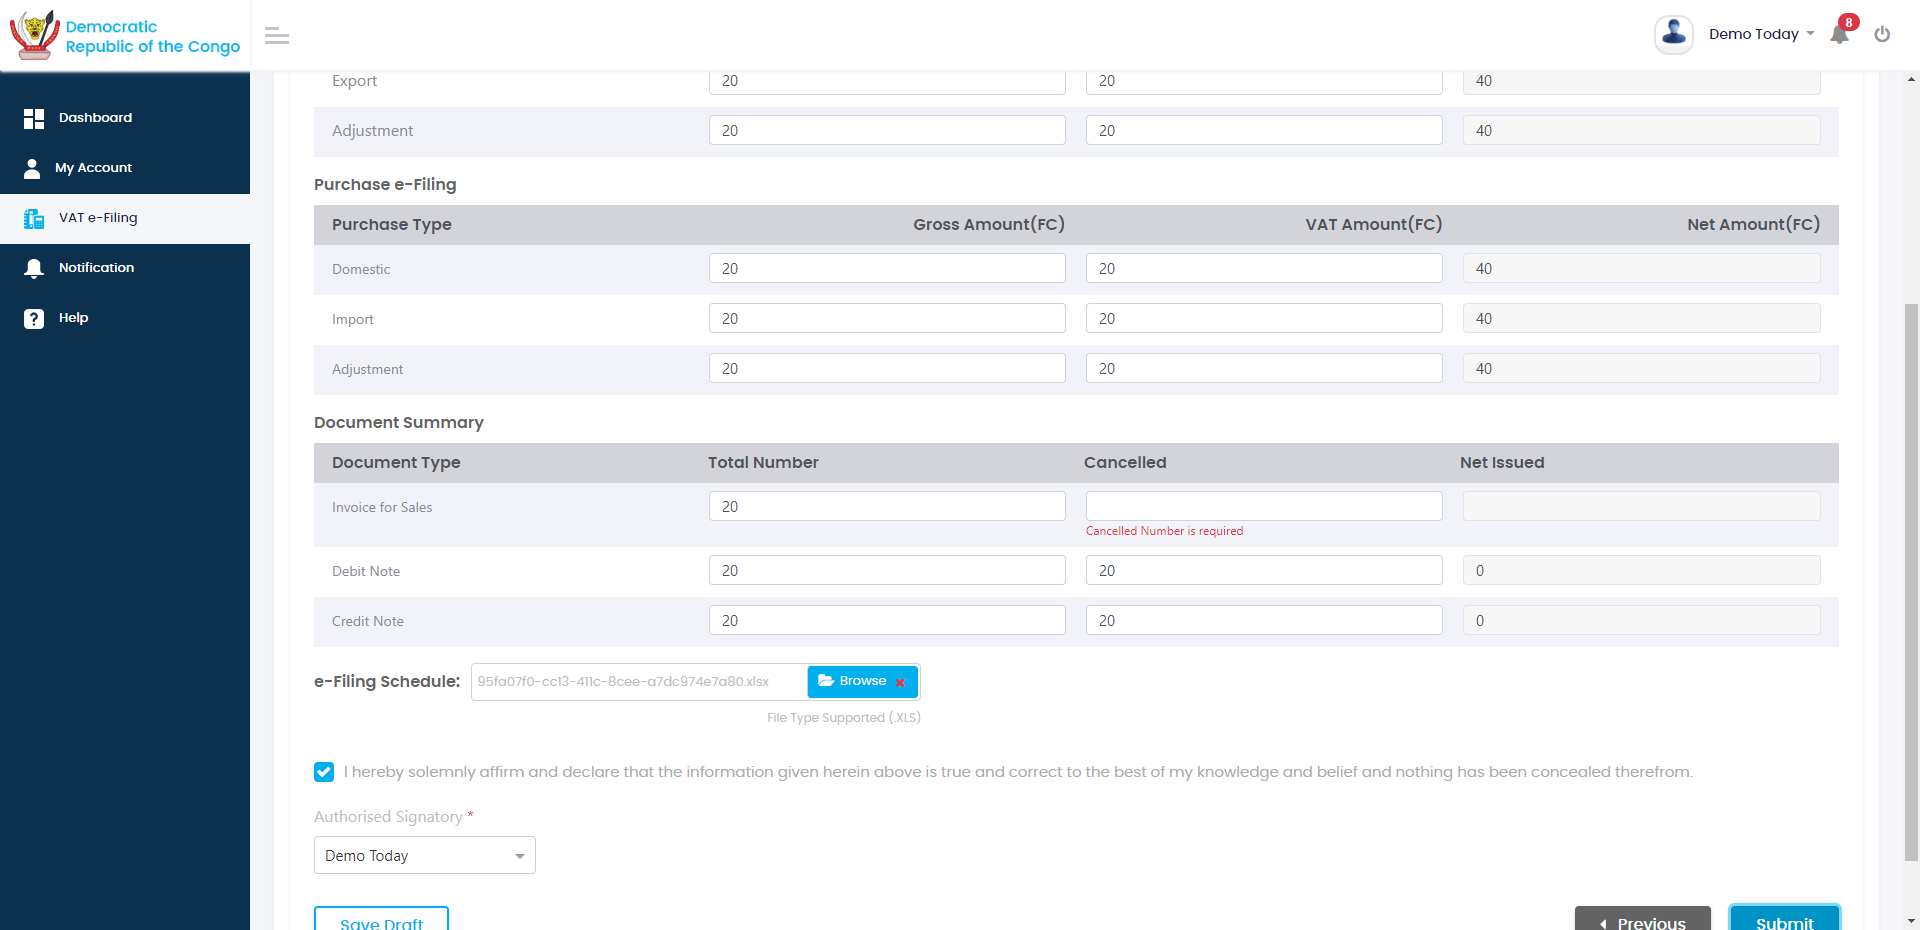 Democratic
Republic of the Congo
Demo Today
8
Dashboard
My Account
VAT e-Filing
Notification
Help
Export 20 20 40
Adjustment 20 20 40
Purchase e-Filing
Purchase Type Gross Amount(FC) VAT Amount(FC) Net Amount(FC)
Domestic 20 20 40
Import 20 20 40
Adjustment 20 20 40
Document Summary
Document Type Total Number Cancelled Net Issued
Invoice for Sales 20
Cancelled Number is required
Debit Note 20 20 0
Credit Note 20 20 0
e-Filing Schedule: 95fa07f0-cc13-411c-8cee-a7dc974e7a80.xlsx Browse
File Type Supported (.XLS)
I hereby solemnly affirm and declare that the information given herein above is true and correct to the best of my knowledge and belief and nothing has been concealed therefrom.
Authorised Signatory *
Demo Today
Save Draft Previous Submit